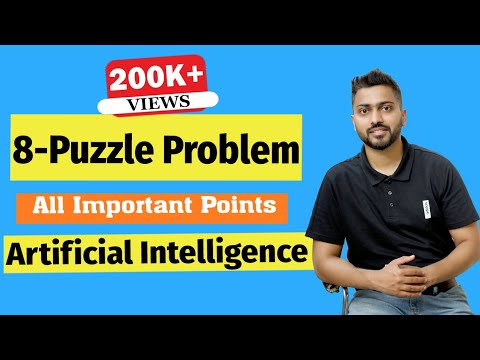 200K+
VIEWS
8-Puzzle Problem
All Important Points
Artificial Intelligence